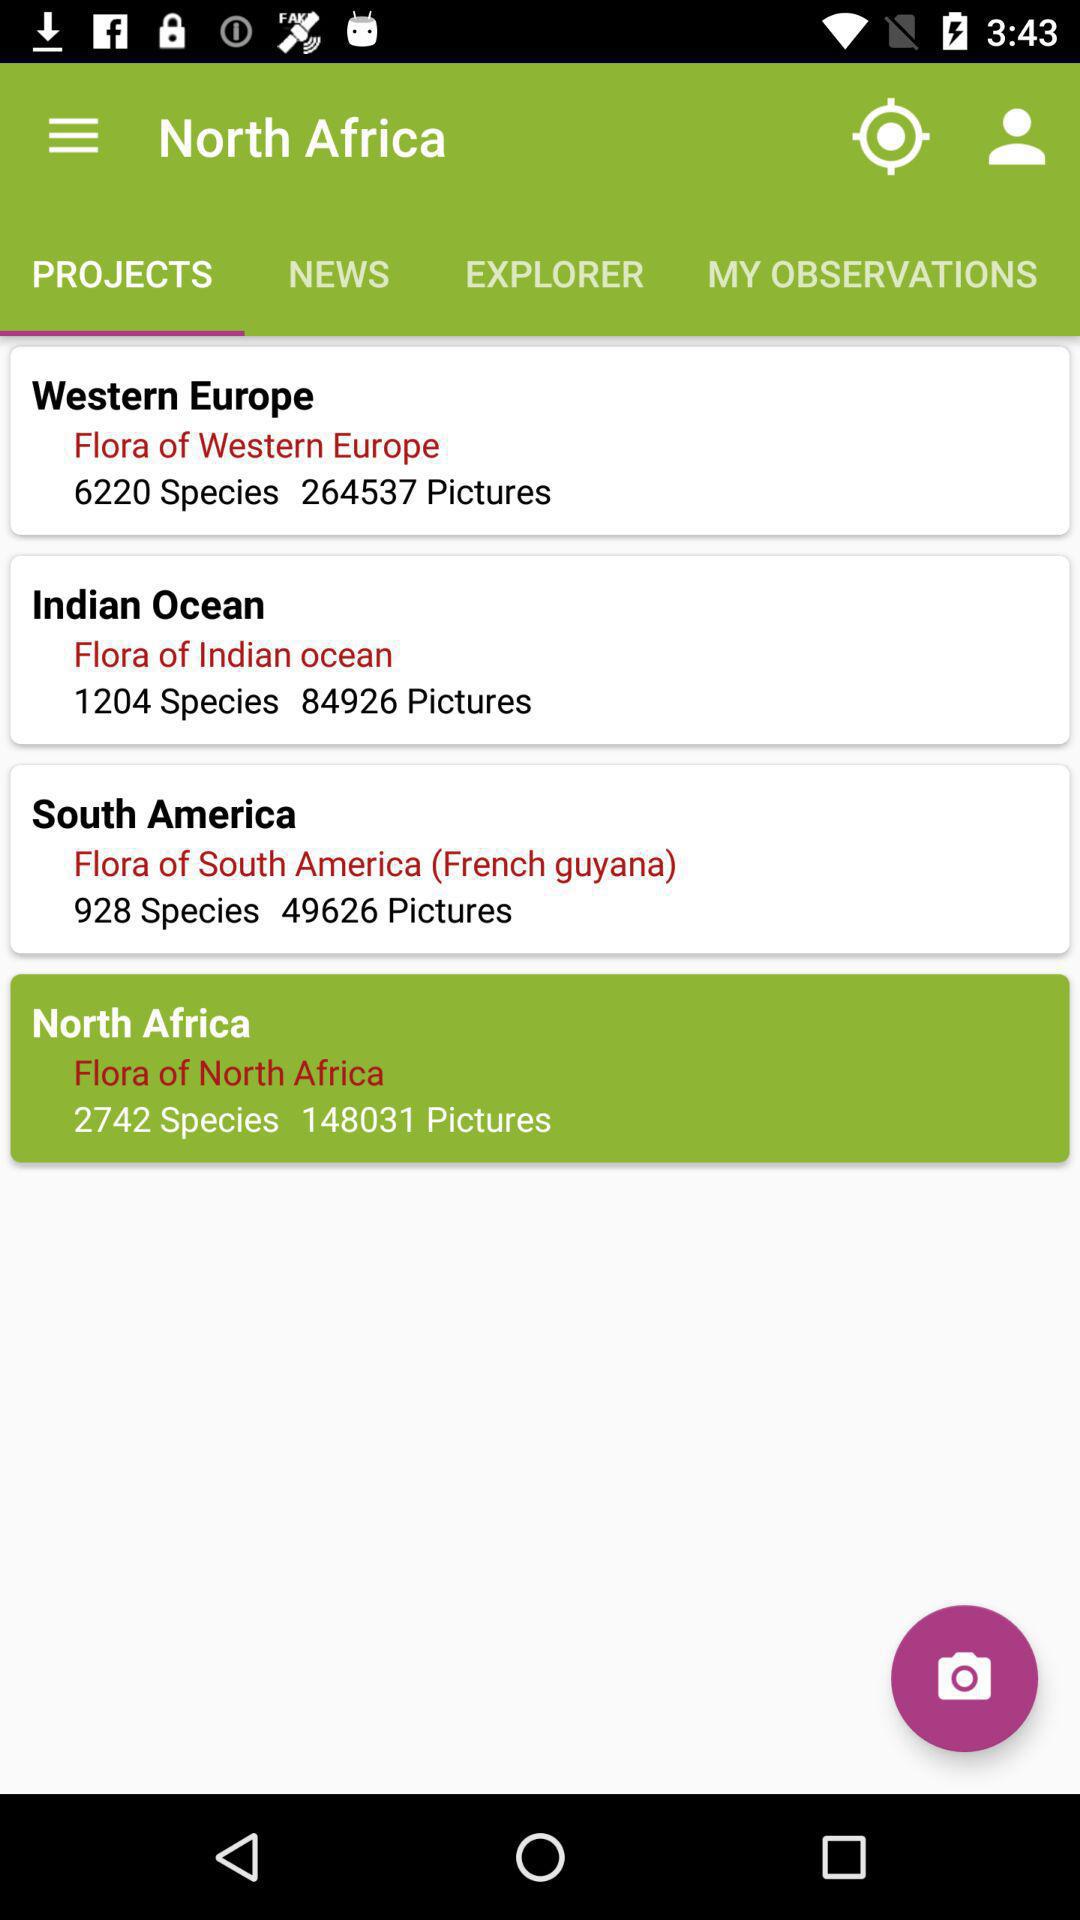 FAKE
3:43
North Africa
PROJECTS NEWS EXPLORER MY OBSERVATIONS
Western Europe
Flora of Western Europe
6220 Species 264537 Pictures
Indian Ocean
Flora of Indian ocean
1204 Species 84926 Pictures
South America
Flora of South America (French guyana)
928 Species 49626 Pictures
North Africa
Flora of North Africa
2742 Species 148031 Pictures